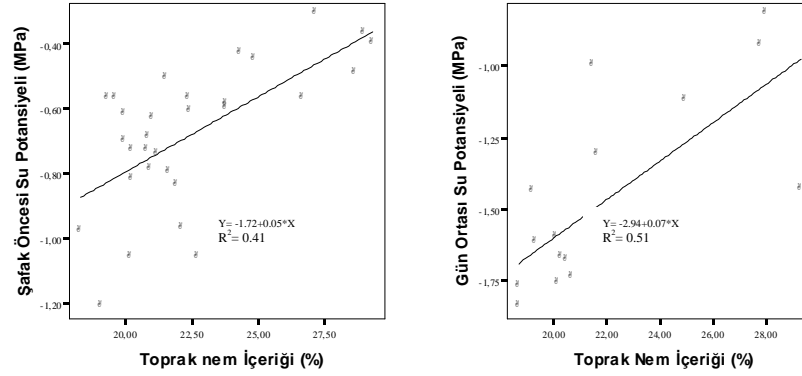 Şafak Öncesi Su Potansiyeli (MPa)
-0,40
-0,60
-0,80
-1,00
-1,20
20,00 22,50 25,00 27,50
Toprak nem İçeriği (%)
Y= -1.72+0.05*X
R²= 0.41
Gün Ortası Su Potansiyeli (MPa)
-1,00
-1,25
-1,50
-1,75
20,00 22,00 24,00 26,00 28,00
Toprak Nem İçeriği (%)
Y= -2.94+0.07*X
R²= 0.51